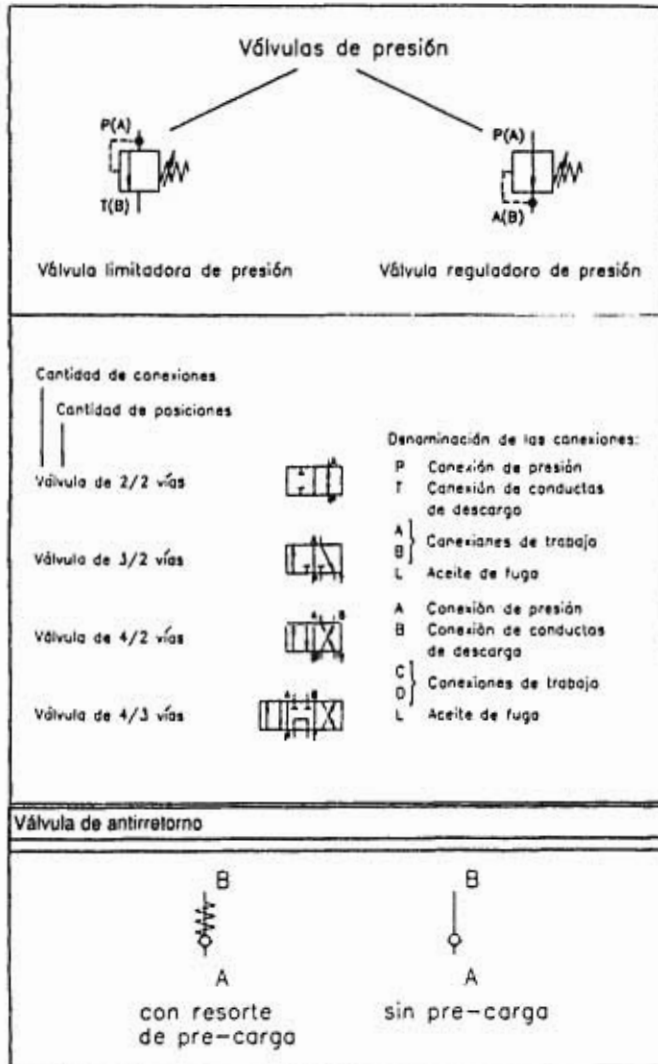 Válvulas de presión
P(A)
T(B)
P(A)
A(B)
Válvula limitadora de presión
Válvula reguladora de presión
Cantidad de conexiones
Cantidad de posiciones
Válvula de 2/2 vías
Válvula de 3/2 vías
Válvula de 4/2 vías
Válvula de 4/3 vías
Denominación de las conexiones:
P Conexión de presión
T Conexión de conductas
de descarga
A
B
Conexiones de trabajo
L Aceite de fuga
A Conexión de presión
B Conexión de conductas
de descarga
C
D
Conexiones de trabajo
L Aceite de fuga
Válvula de antirretorno
B
A
con resorte
de pre-carga
B
A
sin pre-carga